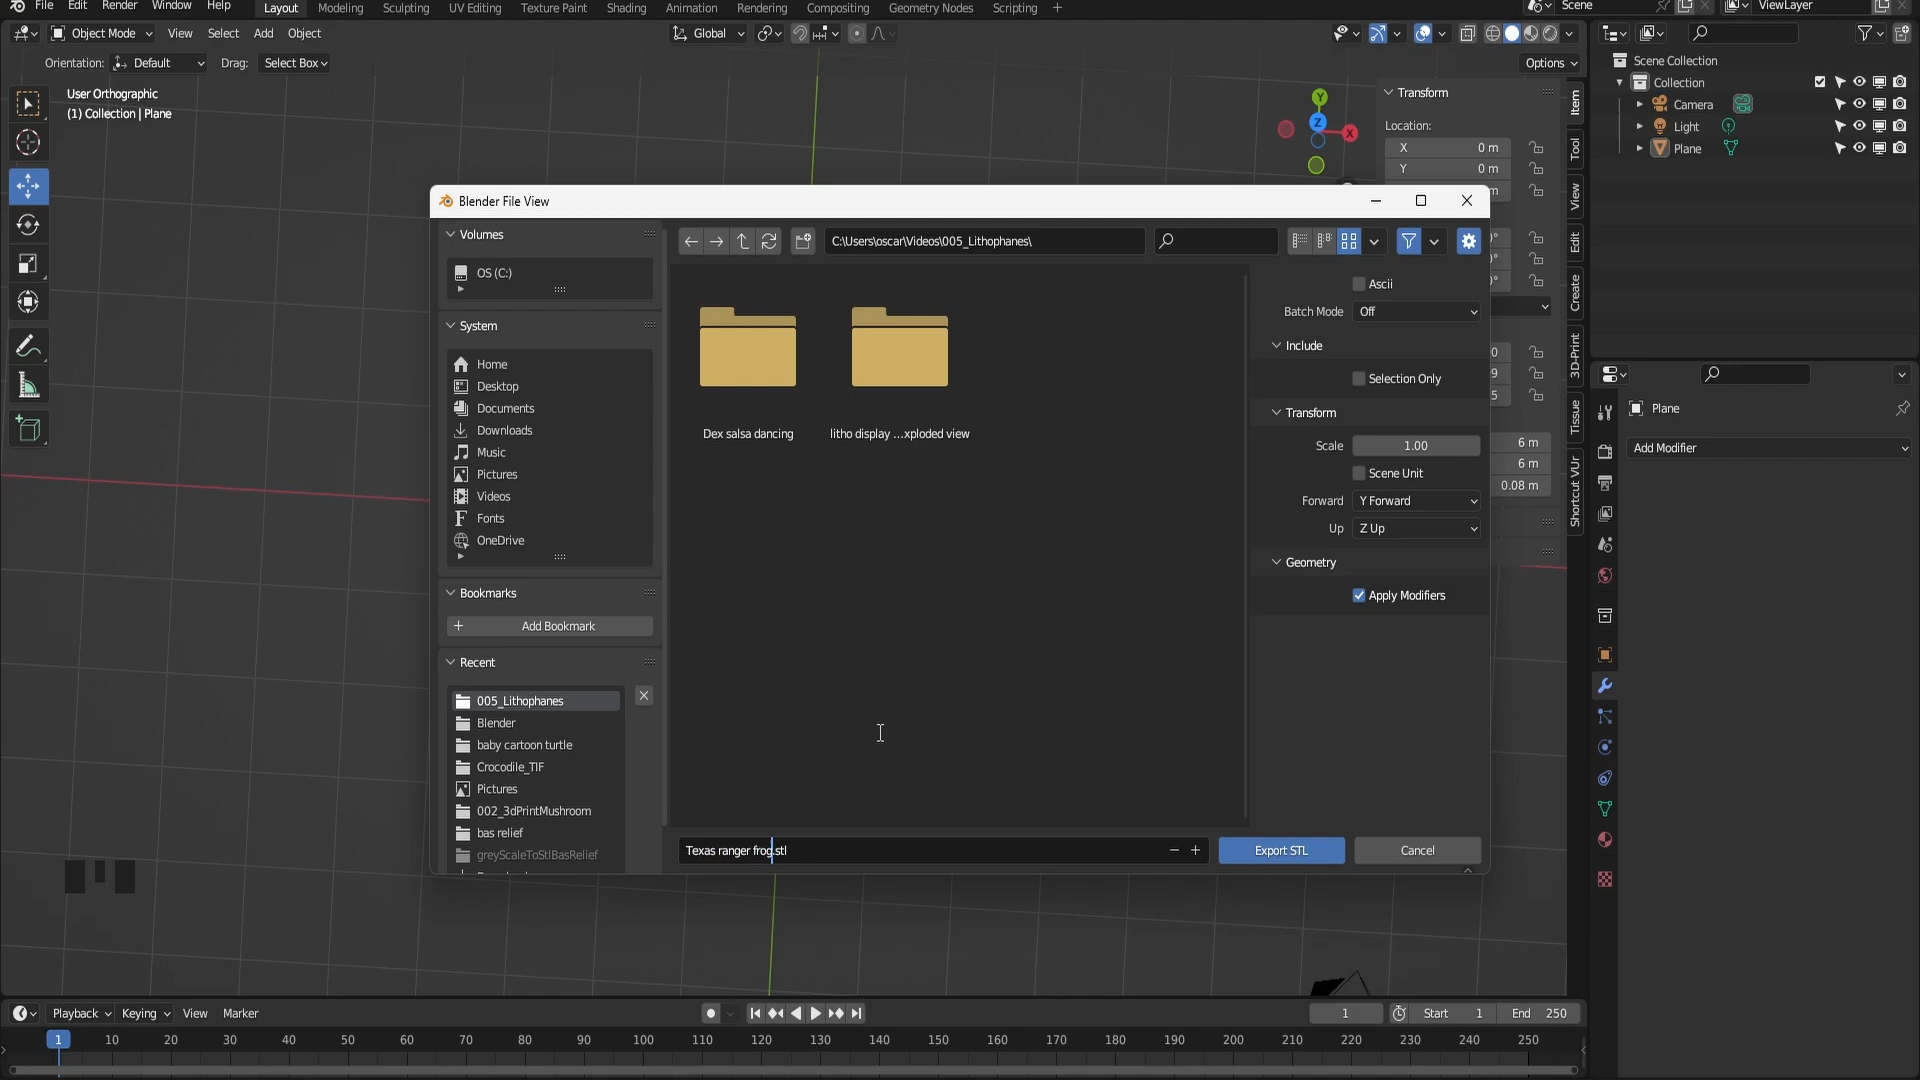 File Edit Render Window Help Layout Modeling Sculpting UV Editing Texture Paint Shading Animation Rendering Compositing Geometry Nodes Scripting + Scene ViewLayer
Object Mode View Select Add Object Global
Orientation: Default Drag: Select Box Options
User Orthographic
(1) Collection | Plane
Y
Z
X
Transform
Location:
X 0 m
Y 0 m
m
0
9
5
6 m
6 m
0.08 m
Item
Tool
View
Edit
Create
3D-Print
Tissue
Shortcut VUr
Scene Collection
Collection
Camera
Light
Plane
Plane
Add Modifier
Blender File View
Volumes
OS (C:)
System
Home
Desktop
Documents
Downloads
Music
Pictures
Videos
Fonts
OneDrive
Bookmarks
+ Add Bookmark
Recent
005_Lithophanes
Blender
baby cartoon turtle
Crocodile_TIF
Pictures
002_3dPrintMushroom
bas relief
greyScaleToStlBasRelief
C:\Users\oscar\Videos\005_Lithophanes\
Dex salsa dancing
litho display ...xploded view
Ascii
Batch Mode Off
Include
Selection Only
Transform
Scale 1.00
Scene Unit
Forward Y Forward
Up Z Up
Geometry
Apply Modifiers
Texas ranger frog.stl
Export STL
Cancel
Playback Keying View Marker 1 Start 1 End 250
1 10 20 30 40 50 60 70 80 90 100 110 120 130 140 150 160 170 180 190 200 210 220 230 240 250